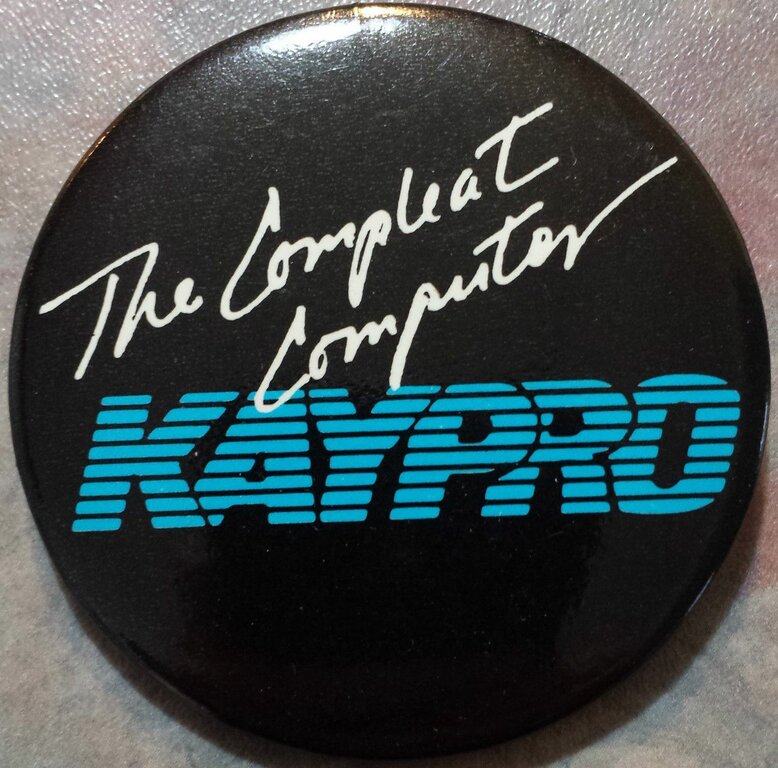 The Compleat
Computer
KAYPRO